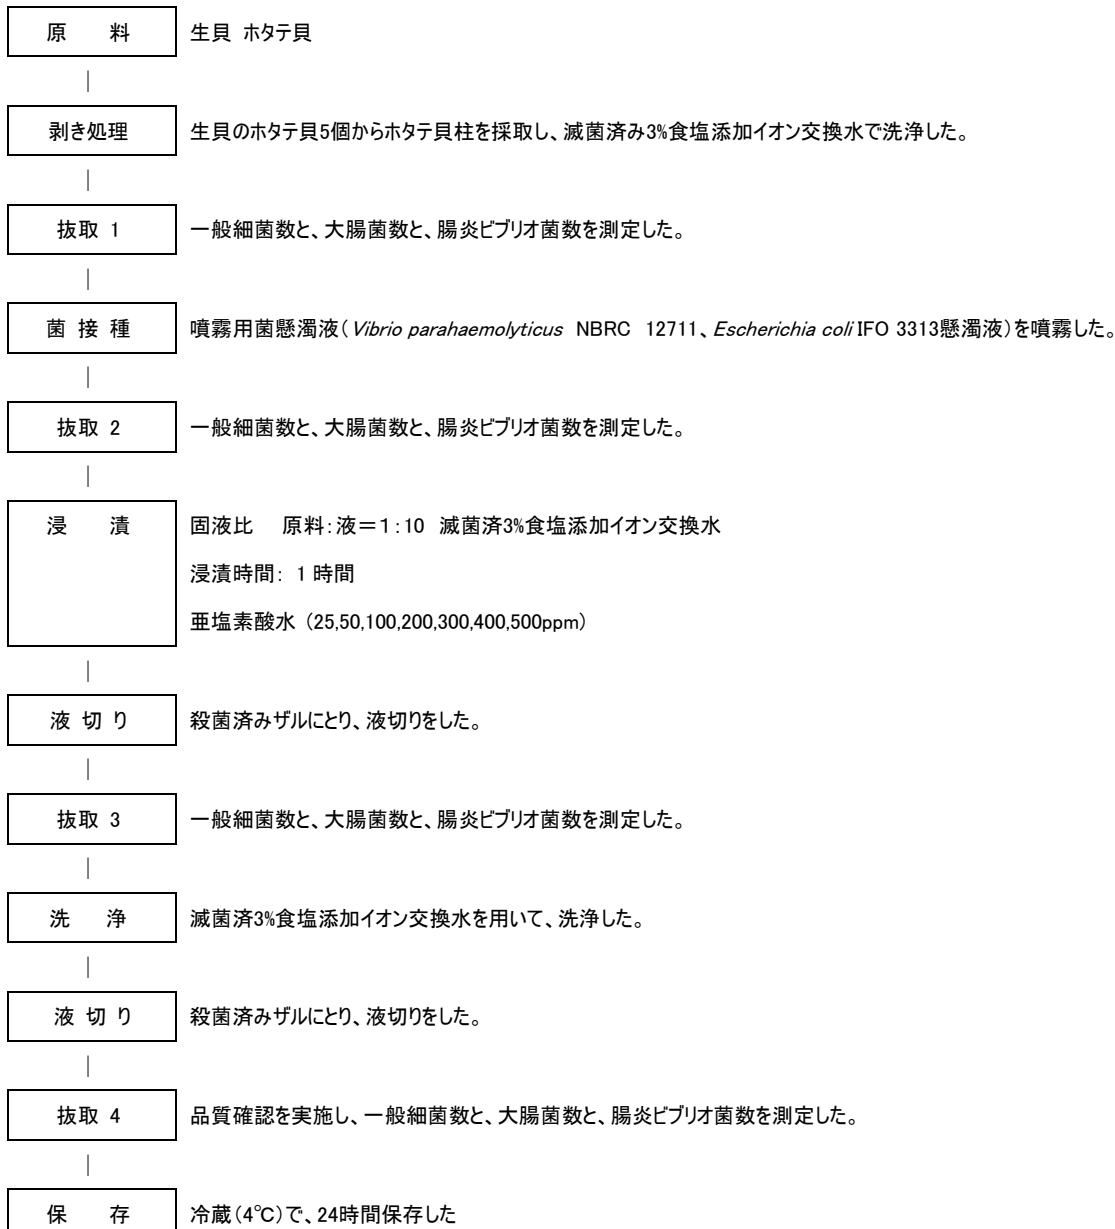 原　料　生貝 ホタテ貝
剥き処理　生貝のホタテ貝5個からホタテ貝柱を採取し、滅菌済み3%食塩添加イオン交換水で洗浄した。
抜取 1　一般細菌数と、大腸菌数と、腸炎ビブリオ菌数を測定した。
菌 接 種　噴霧用菌懸濁液(Vibrio parahaemolyticus NBRC 12711、Escherichia coli IFO 3313懸濁液)を噴霧した。
抜取 2　一般細菌数と、大腸菌数と、腸炎ビブリオ菌数を測定した。
浸　漬　固液比　原料:液=1:10 滅菌済3%食塩添加イオン交換水
浸漬時間: 1 時間
亜塩素酸水 (25,50,100,200,300,400,500ppm)
液 切 り　殺菌済みザルにとり、液切りをした。
抜取 3　一般細菌数と、大腸菌数と、腸炎ビブリオ菌数を測定した。
洗　浄　滅菌済3%食塩添加イオン交換水を用いて、洗浄した。
液 切 り　殺菌済みザルにとり、液切りをした。
抜取 4　品質確認を実施し、一般細菌数と、大腸菌数と、腸炎ビブリオ菌数を測定した。
保　存　冷蔵(4℃)で、24時間保存した